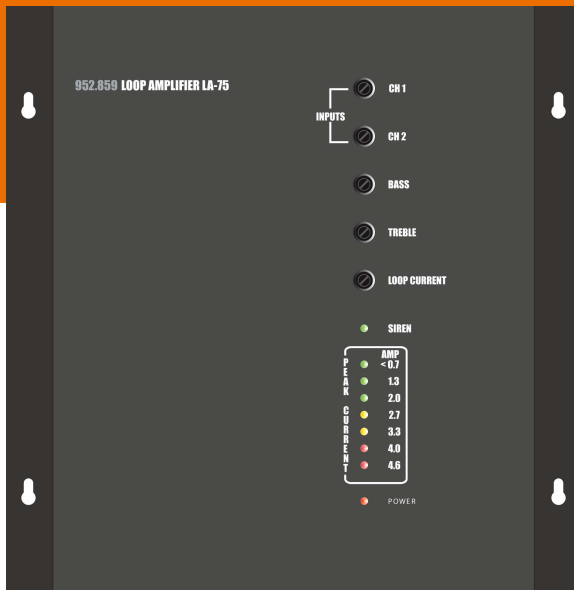 952.859 LOOP AMPLIFIER LA-75
INPUTS
CH 1
CH 2
BASS
TREBLE
LOOP CURRENT
SIREN
PEAK CURRENT
AMP
< 0.7
1.3
2.0
2.7
3.3
4.0
4.6
POWER